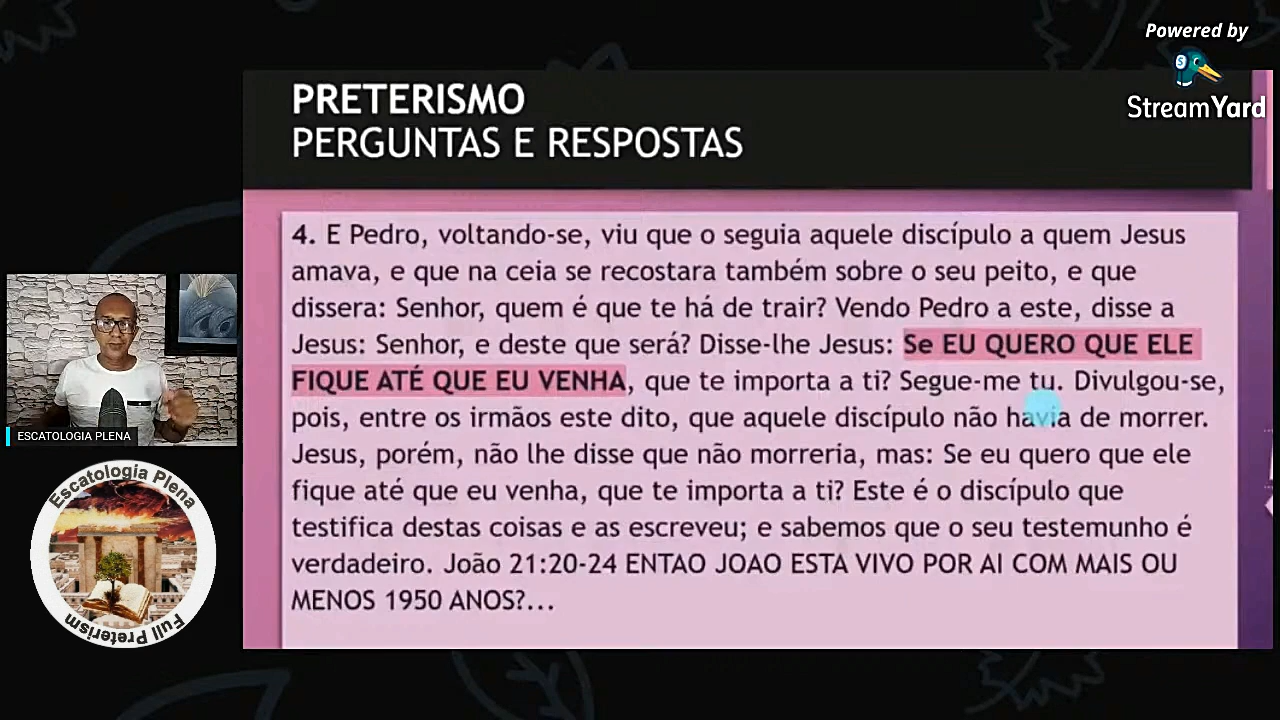 Powered by
StreamYard
PRETERISMO
PERGUNTAS E RESPOSTAS
4. E Pedro, voltando-se, viu que o seguia aquele discípulo a quem Jesus
amava, e que na ceia se recostara também sobre o seu peito, e que
dissera: Senhor, quem é que te há de trair? Vendo Pedro a este, disse a
Jesus: Senhor, e deste que será? Disse-lhe Jesus: Se EU QUERO QUE ELE
FIQUE ATÉ QUE EU VENHA, que te importa a ti? Segue-me tu. Divulgou-se,
pois, entre os irmãos este dito, que aquele discípulo não havia de morrer.
Jesus, porém, não lhe disse que não morreria, mas: Se eu quero que ele
fique até que eu venha, que te importa a ti? Este é o discípulo que
testifica destas coisas e as escreveu; e sabemos que o seu testemunho é
verdadeiro. João 21:20-24 ENTAO JOAO ESTA VIVO POR AI COM MAIS OU
MENOS 1950 ANOS?...
ESCATOLOGIA PLENA
Escatologia Plena
Full Preterism